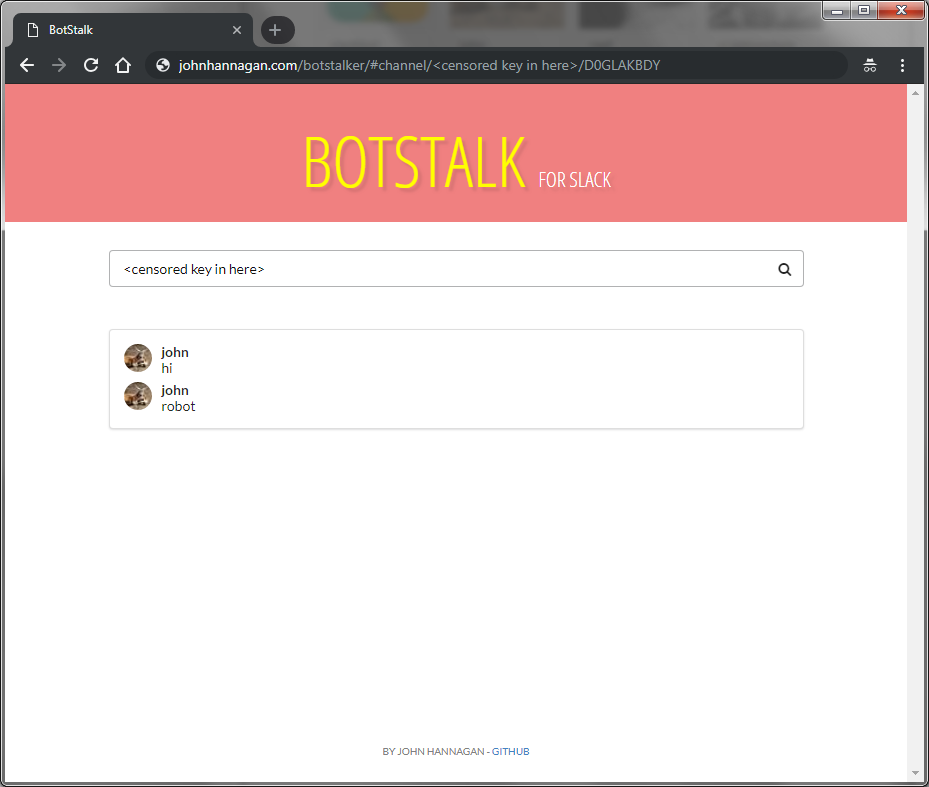 BotStalk
johnhannagan.com/botstalker/#channel/<censored key in here>/D0GLAKBDY
BOTSTALK FOR SLACK
<censored key in here>
john
hi
john
robot
BY JOHN HANNAGAN - GITHUB